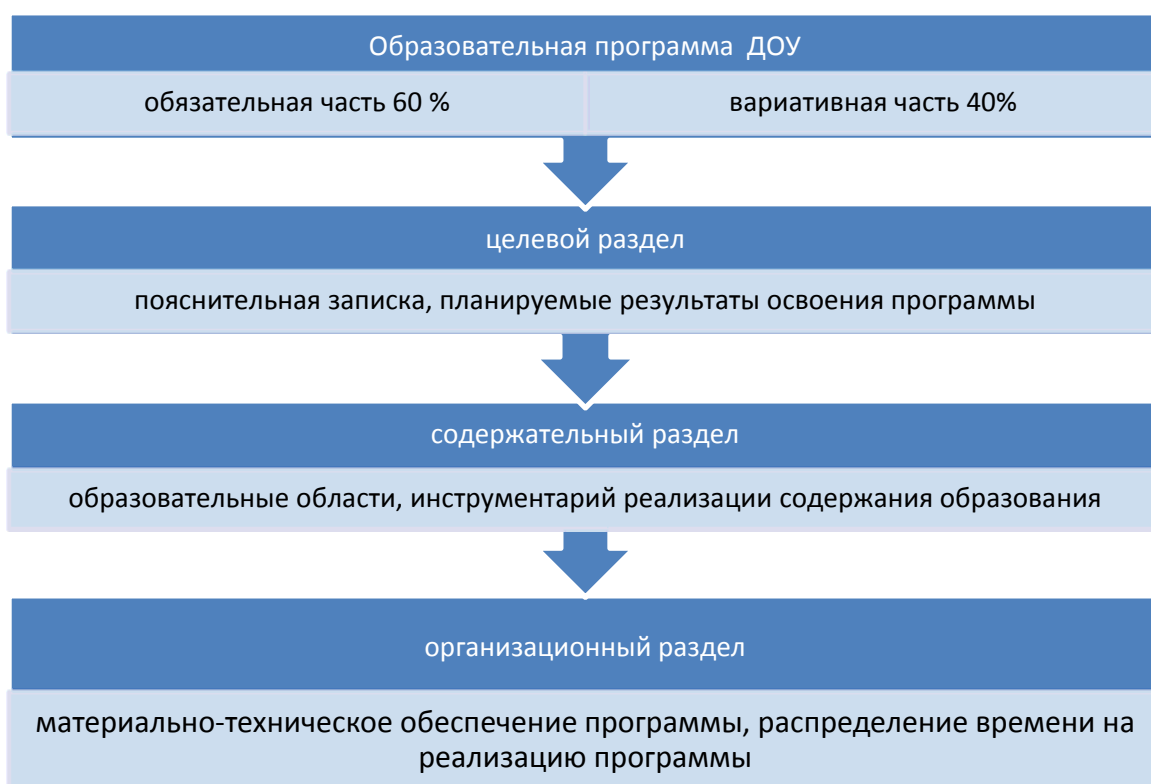 Образовательная программа ДОУ
обязательная часть 60 %
вариативная часть 40%
целевой раздел
пояснительная записка, планируемые результаты освоения программы
содержательный раздел
образовательные области, инструментарий реализации содержания образования
организационный раздел
материально-техническое обеспечение программы, распределение времени на
реализацию программы